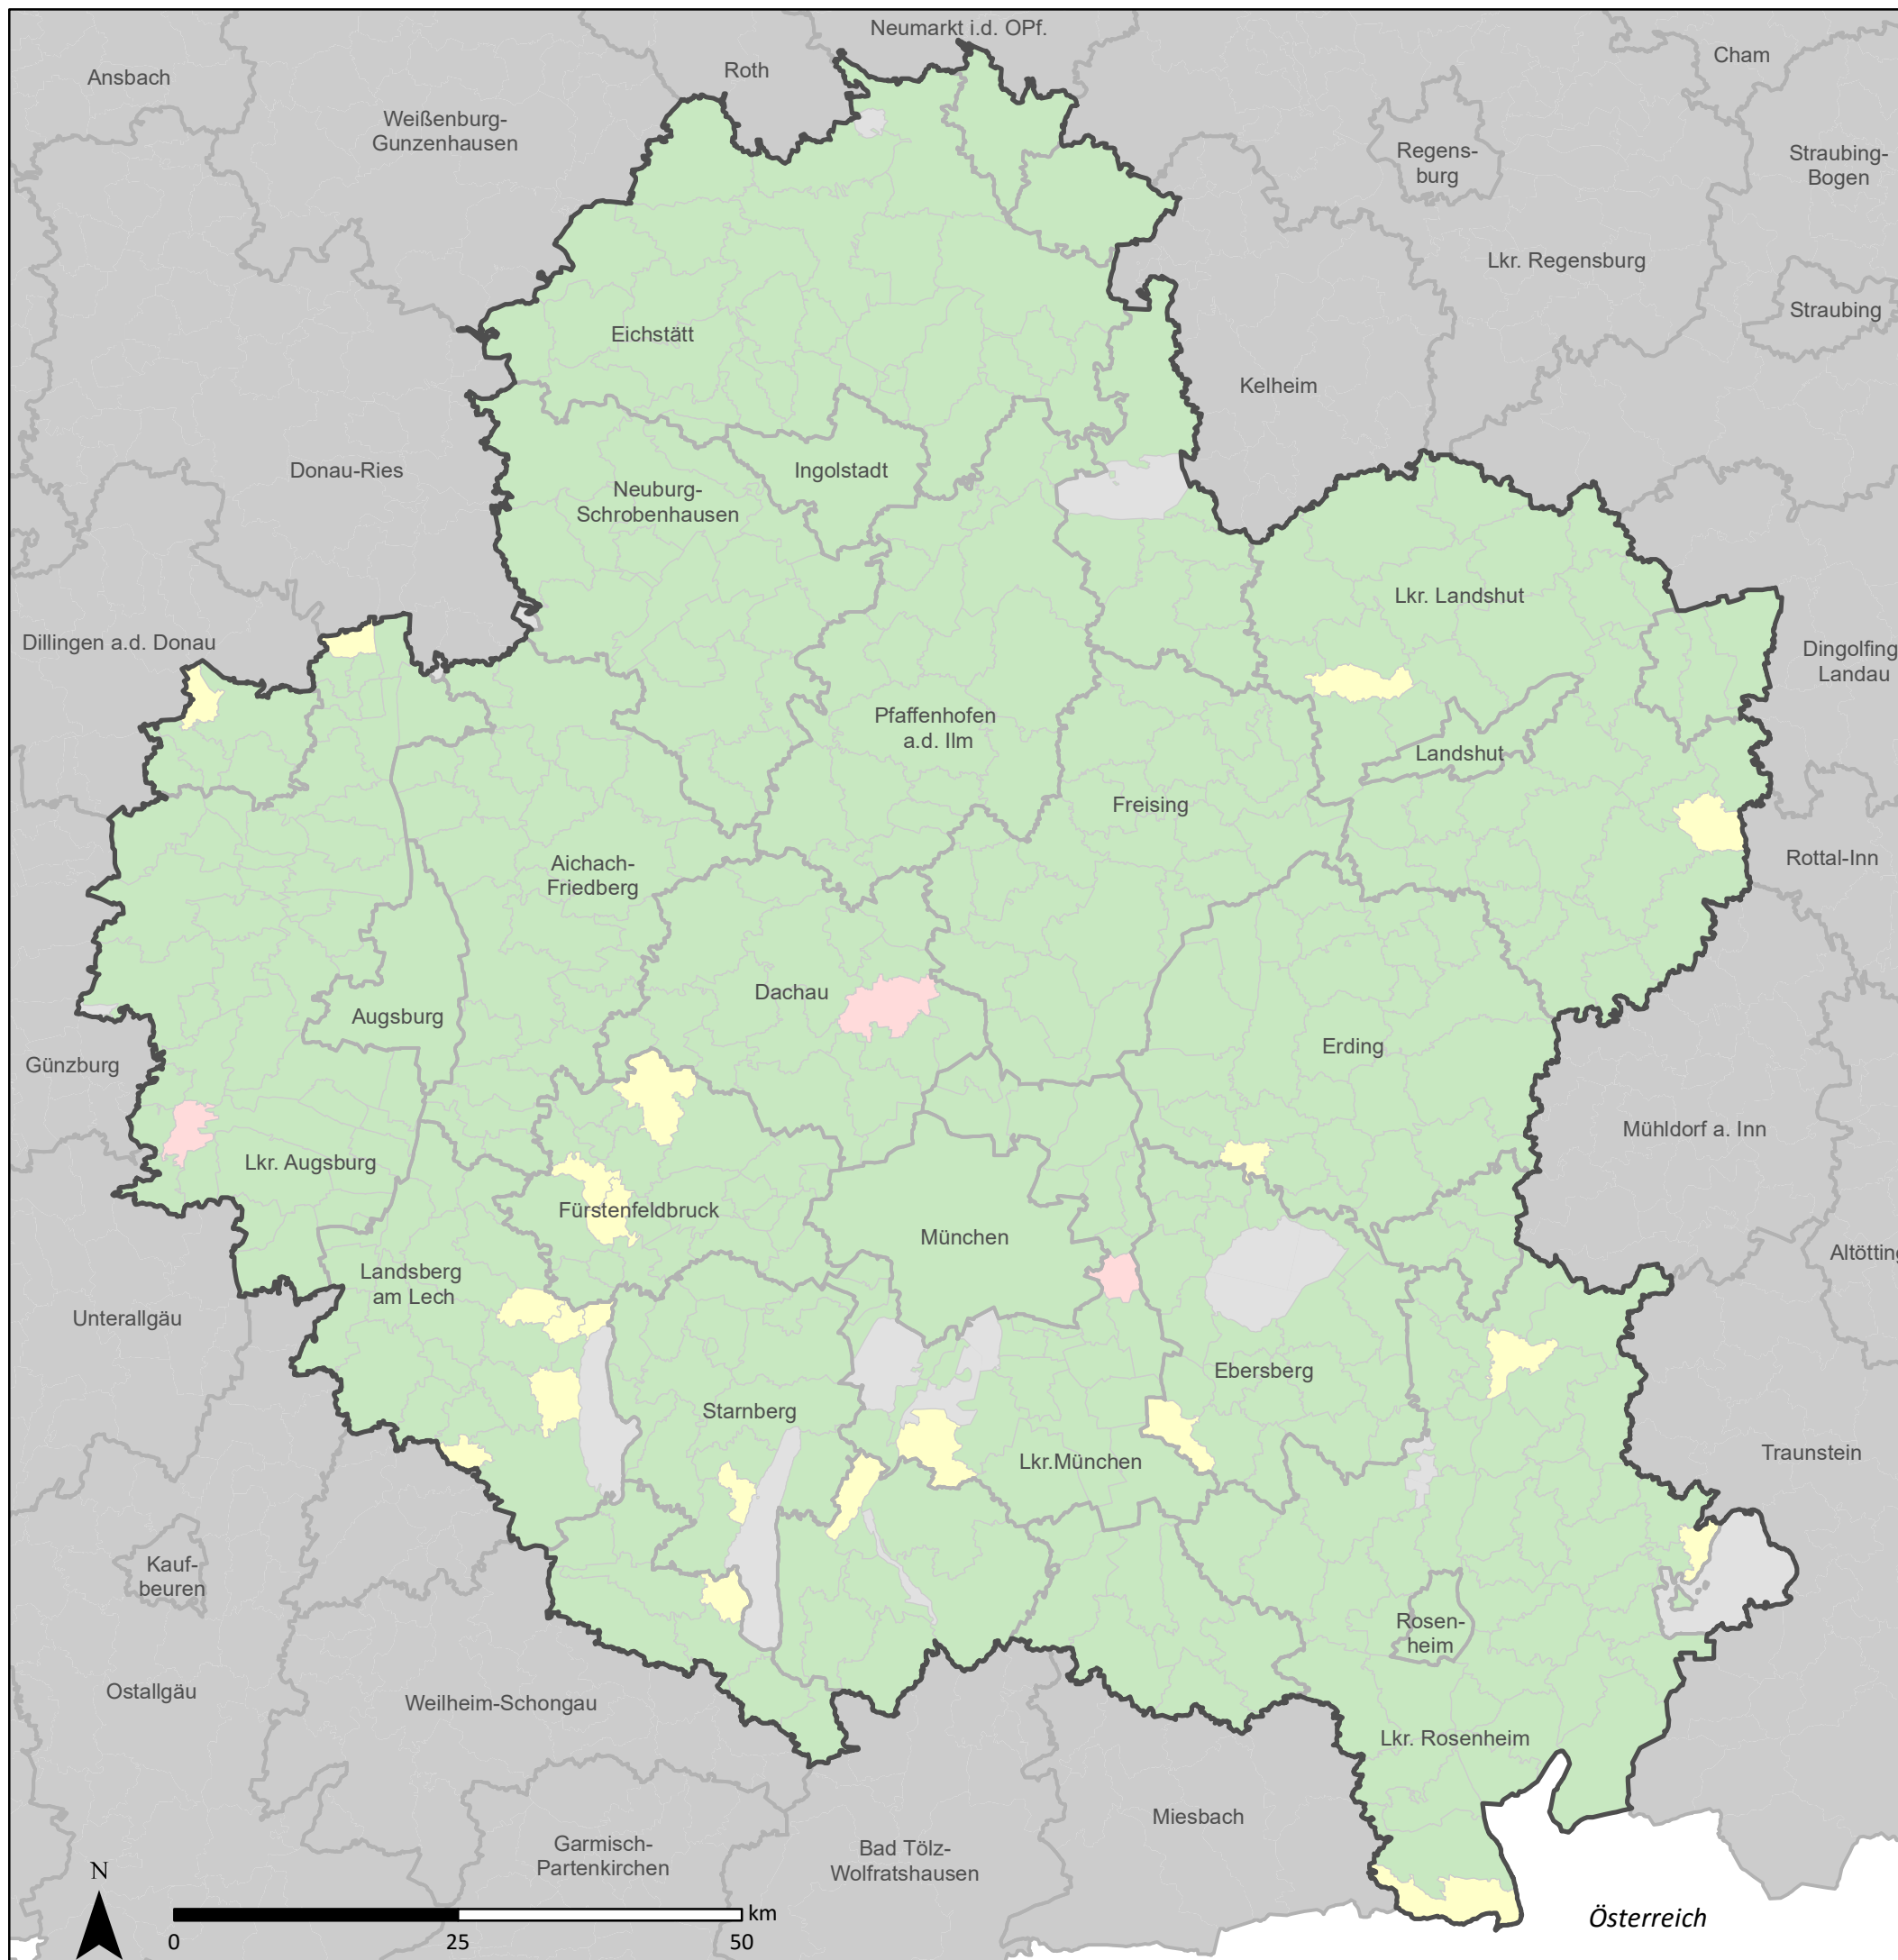 Neumarkt i.d. OPf.
Cham
Roth
Ansbach
Weißenburg-
Gunzenhausen
Regens-
burg
Straubing-
Bogen
Lkr. Regensburg
Straubing
Eichstätt
Kelheim
Donau-Ries
Ingolstadt
Neuburg-
Schrobenhausen
Lkr. Landshut
Dillingen a.d. Donau
Dingolfing
Landau
Pfaffenhofen
a.d. Ilm
Landshut
Freising
Rottal-Inn
Aichach-
Friedberg
Dachau
Augsburg
Erding
Günzburg
Mühldorf a. Inn
Lkr. Augsburg
Fürstenfeldbruck
München
Altötting
Landsberg
am Lech
Unterallgäu
Ebersberg
Starnberg
Lkr.München
Traunstein
Kauf-
beuren
Rosen-
heim
Ostallgäu
Weilheim-Schongau
Lkr. Rosenheim
Miesbach
Garmisch-
Partenkirchen
Bad Tölz-
Wolfratshausen
N
km
Österreich
0 25 50